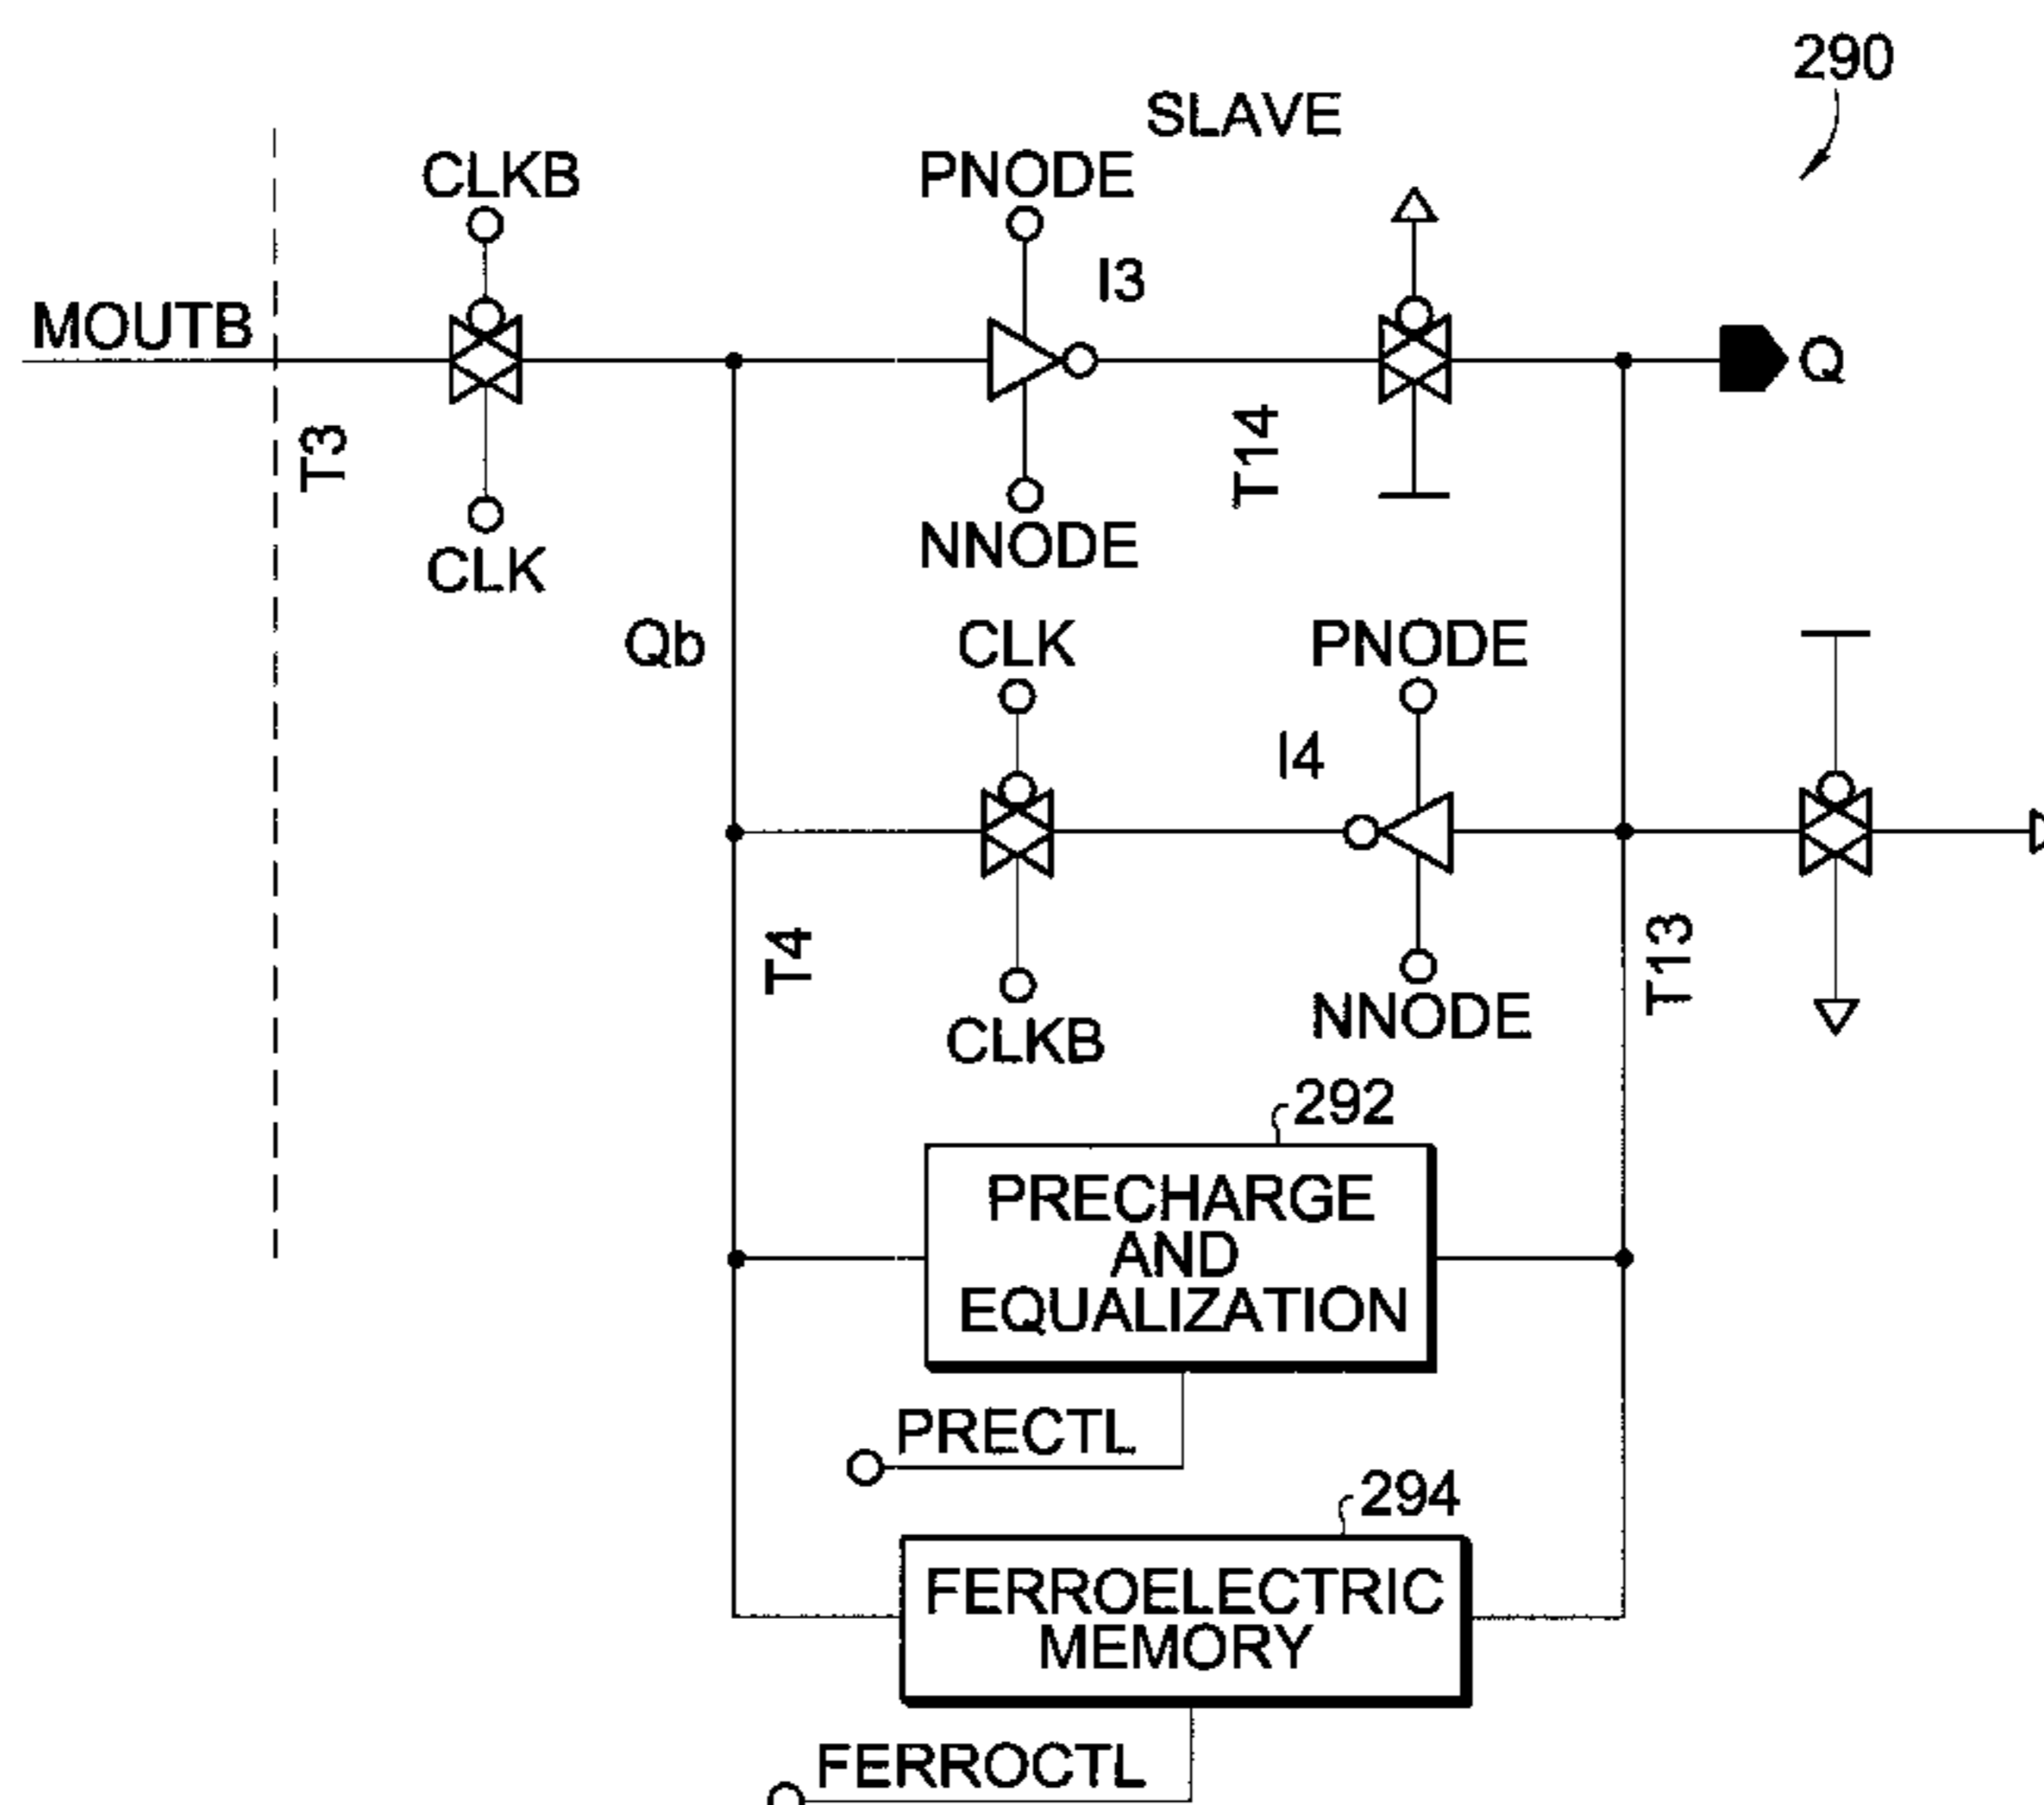 290
SLAVE
CLKB
PNODE
I3
MOUTB
Q
T3
T14
CLK
NNODE
Qb
CLK
PNODE
I4
T4
T13
CLKB
NNODE
292
PRECHARGE
AND
EQUALIZATION
PRECTL
294
FERROELECTRIC
MEMORY
FERROCTL